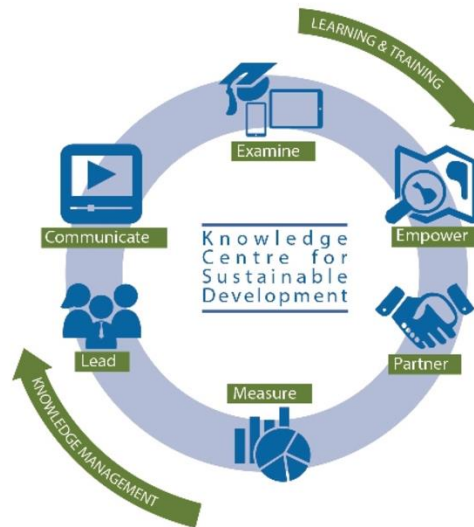 LEARNING & TRAINING
Examine
Communicate
Empower
Knowledge
Centre for
Sustainable
Development
Lead
Partner
Measure
KNOWLEDGE MANAGEMENT